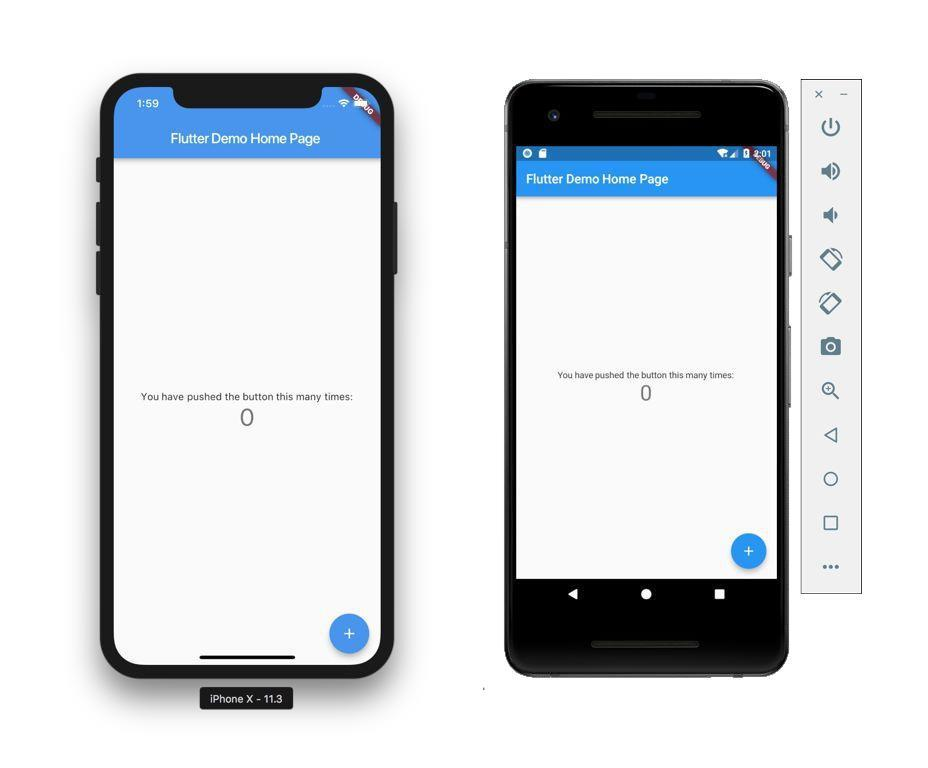 1:59
DEBUG
Flutter Demo Home Page
You have pushed the button this many times:
0
iPhone X - 11.3
2:01
DEBUG
Flutter Demo Home Page
You have pushed the button this many times:
0